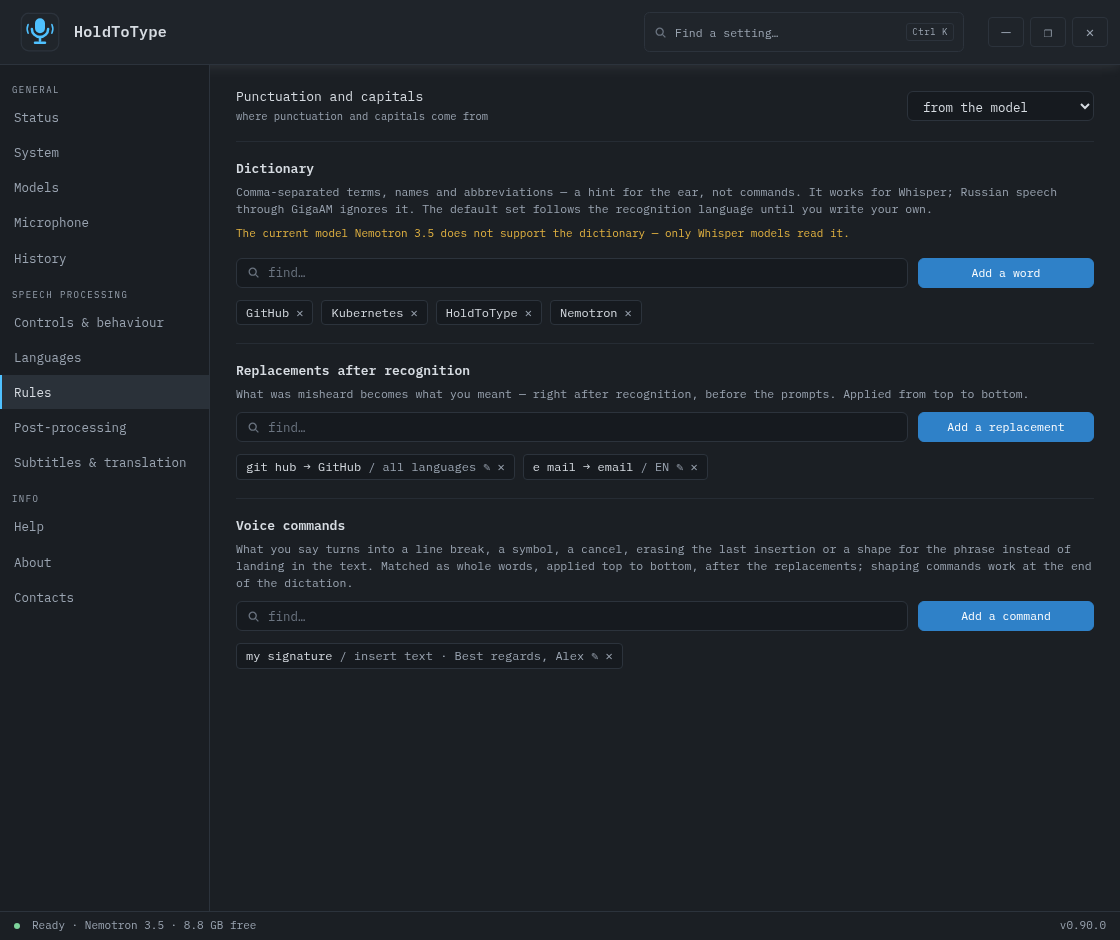 HoldToType
Find a setting…
Ctrl K
GENERAL
Status
System
Models
Microphone
History
SPEECH PROCESSING
Controls & behaviour
Languages
Rules
Post-processing
Subtitles & translation
INFO
Help
About
Contacts
Punctuation and capitals
where punctuation and capitals come from
from the model
Dictionary
Comma-separated terms, names and abbreviations — a hint for the ear, not commands. It works for Whisper; Russian speech
through GigaAM ignores it. The default set follows the recognition language until you write your own.
The current model Nemotron 3.5 does not support the dictionary — only Whisper models read it.
find…
Add a word
GitHub ×
Kubernetes ×
HoldToType ×
Nemotron ×
Replacements after recognition
What was misheard becomes what you meant — right after recognition, before the prompts. Applied from top to bottom.
find…
Add a replacement
git hub → GitHub / all languages ✎ ×
e mail → email / EN ✎ ×
Voice commands
What you say turns into a line break, a symbol, a cancel, erasing the last insertion or a shape for the phrase instead of
landing in the text. Matched as whole words, applied top to bottom, after the replacements; shaping commands work at the end
of the dictation.
find…
Add a command
my signature / insert text · Best regards, Alex ✎ ×
Ready · Nemotron 3.5 · 8.8 GB free
v0.90.0